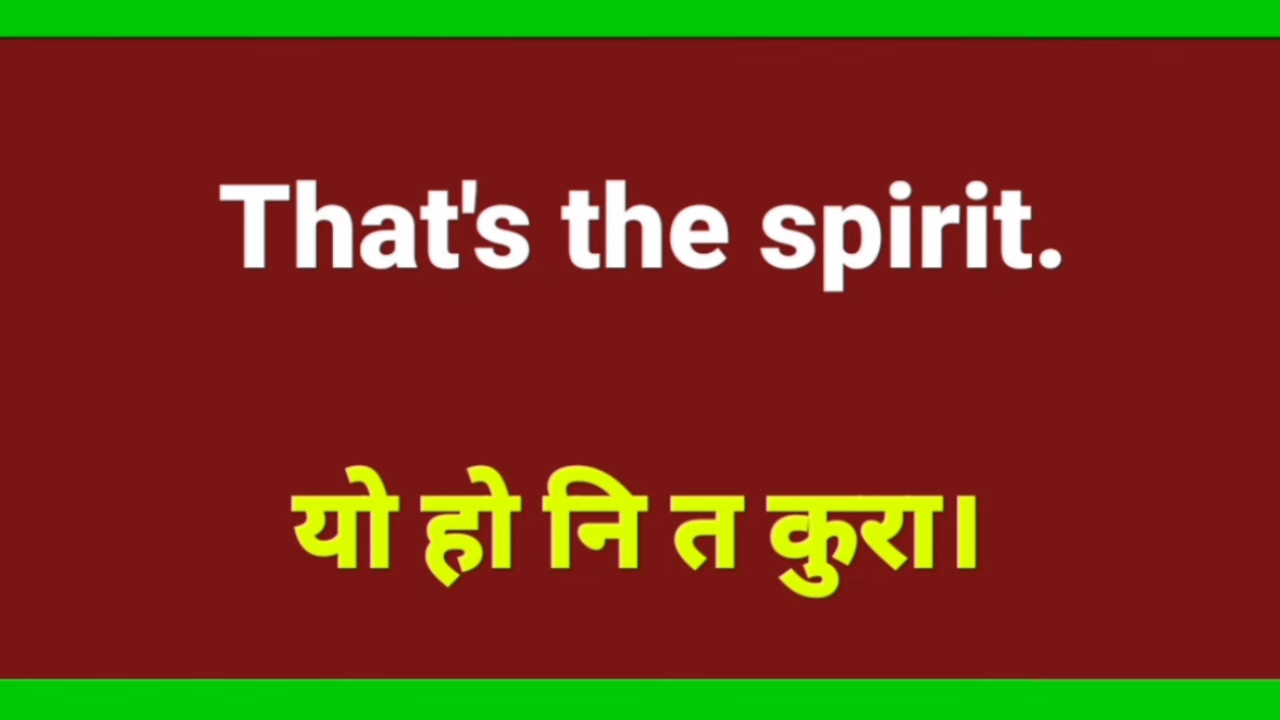 That's the spirit.
यो हो नि त कुरा।